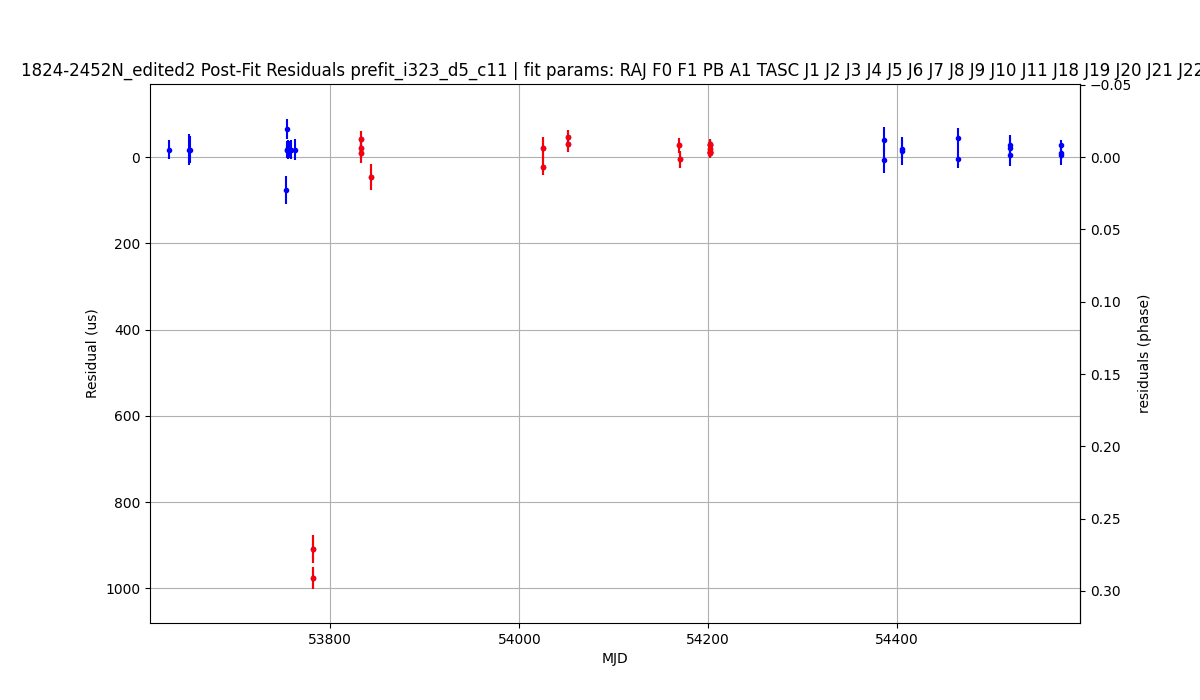 1824-2452N_edited2 Post-Fit Residuals prefit_i323_d5_c11 | fit params: RAJ F0 F1 PB A1 TASC J1 J2 J3 J4 J5 J6 J7 J8 J9 J10 J11 J18 J19 J20 J21 J22
−0.05
0 0.00
200 0.05
400 0.10
0.15
600 0.20
800 0.25
1000 0.30
Residual (us)
residuals (phase)
53800 54000 54200 54400
MJD